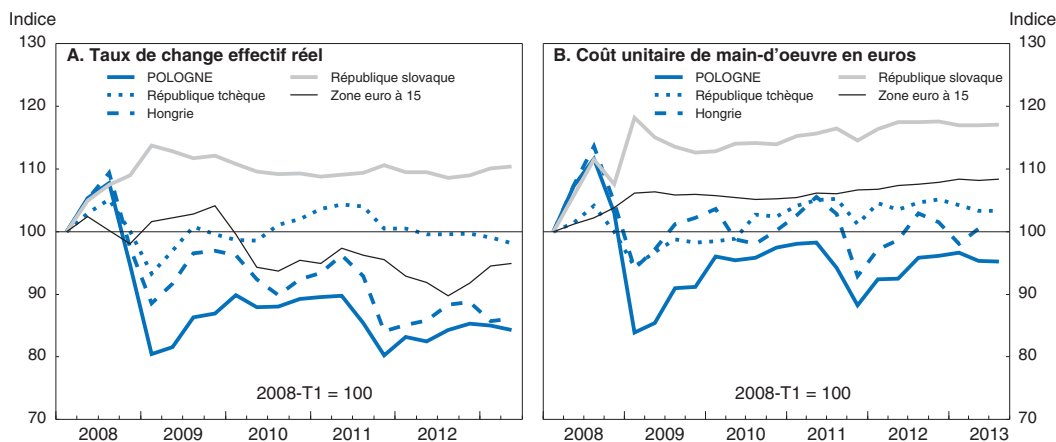 Indice
Indice
130
A. Taux de change effectif réel
POLOGNE
République slovaque
République tchèque
Zone euro à 15
Hongrie
120
110
100
90
80
70
2008-T1 = 100
2008
2009
2010
2011
2012
B. Coût unitaire de main-d'oeuvre en euros
POLOGNE
République slovaque
République tchèque
Zone euro à 15
Hongrie
2008-T1 = 100
2008
2009
2010
2011
2012
2013
130
120
110
100
90
80
70